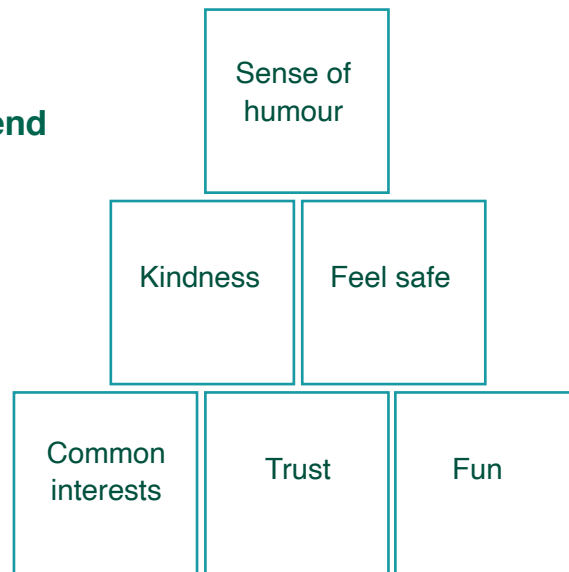 Sense of
humour
end
Kindness
Feel safe
Common
interests
Trust
Fun